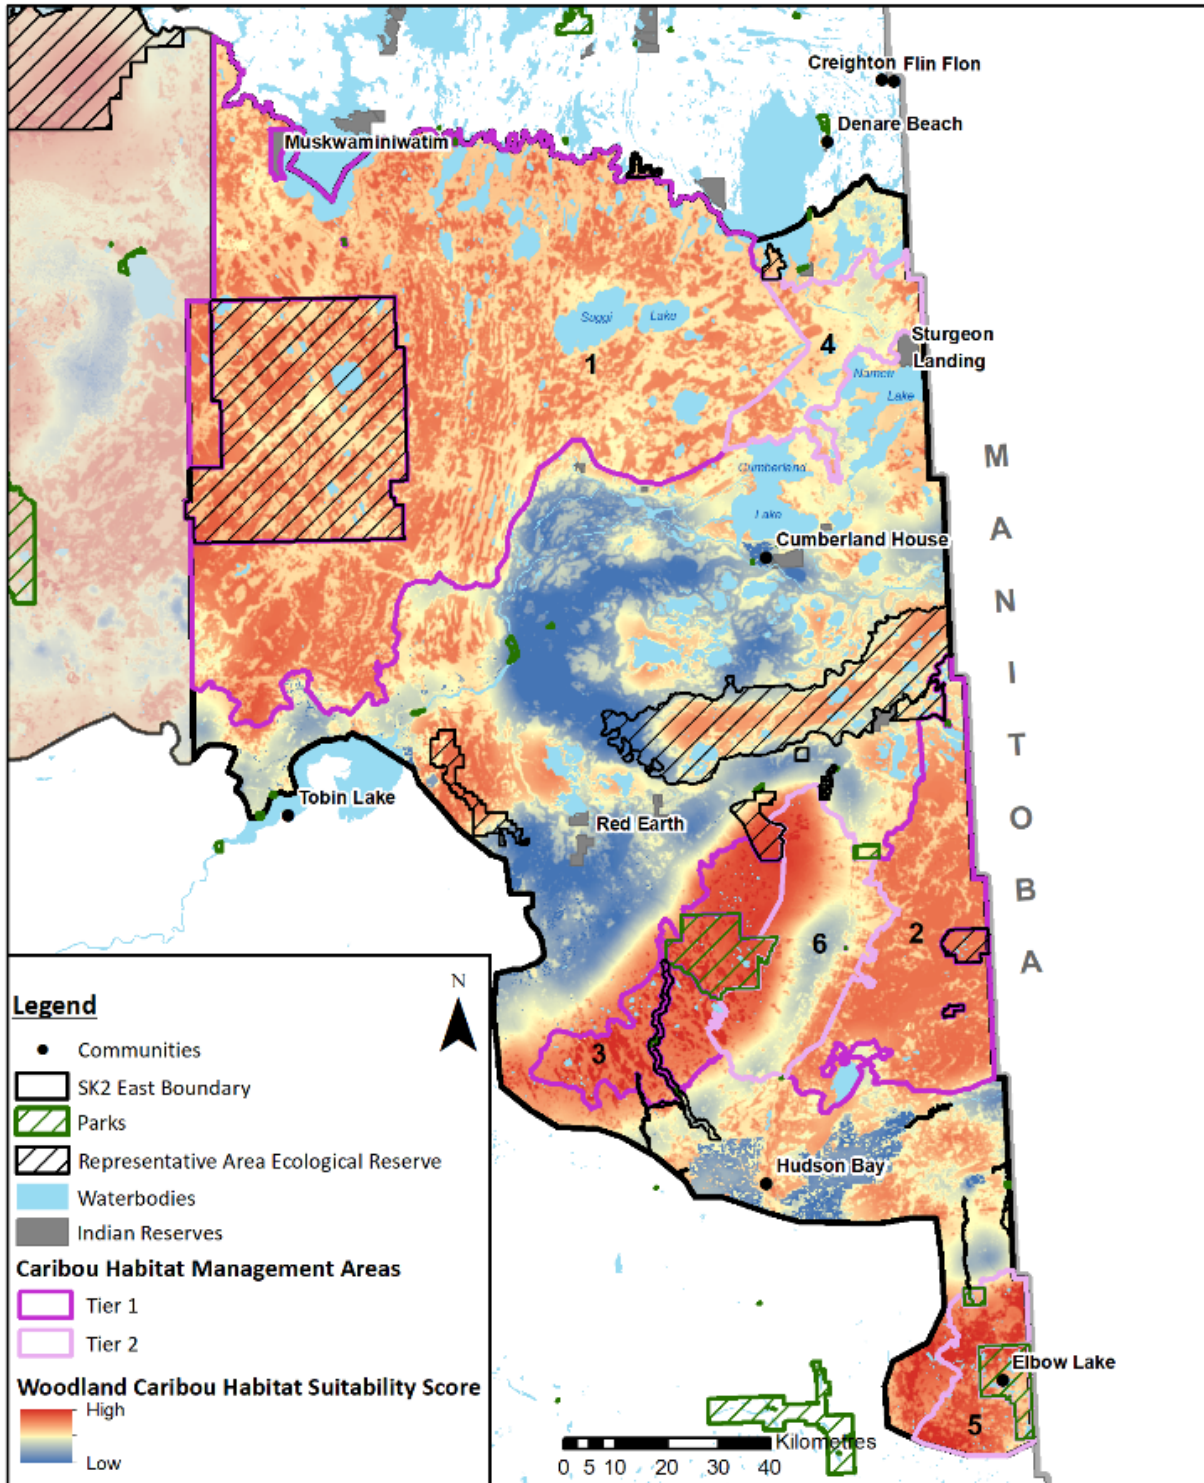 Creighton Flin Flon
Denare Beach
Muskwaminiwatim
Suggi Lake
1
4
Sturgeon
Landing
Namew
Lake
MANITOBA
Cumberland
Lake
Cumberland House
Tobin Lake
Red Earth
2
6
3
Hudson Bay
Elbow Lake
5
N
Legend
Communities
SK2 East Boundary
Parks
Representative Area Ecological Reserve
Waterbodies
Indian Reserves
Caribou Habitat Management Areas
Tier 1
Tier 2
Woodland Caribou Habitat Suitability Score
High
Low
Kilometres
0 5 10 20 30 40